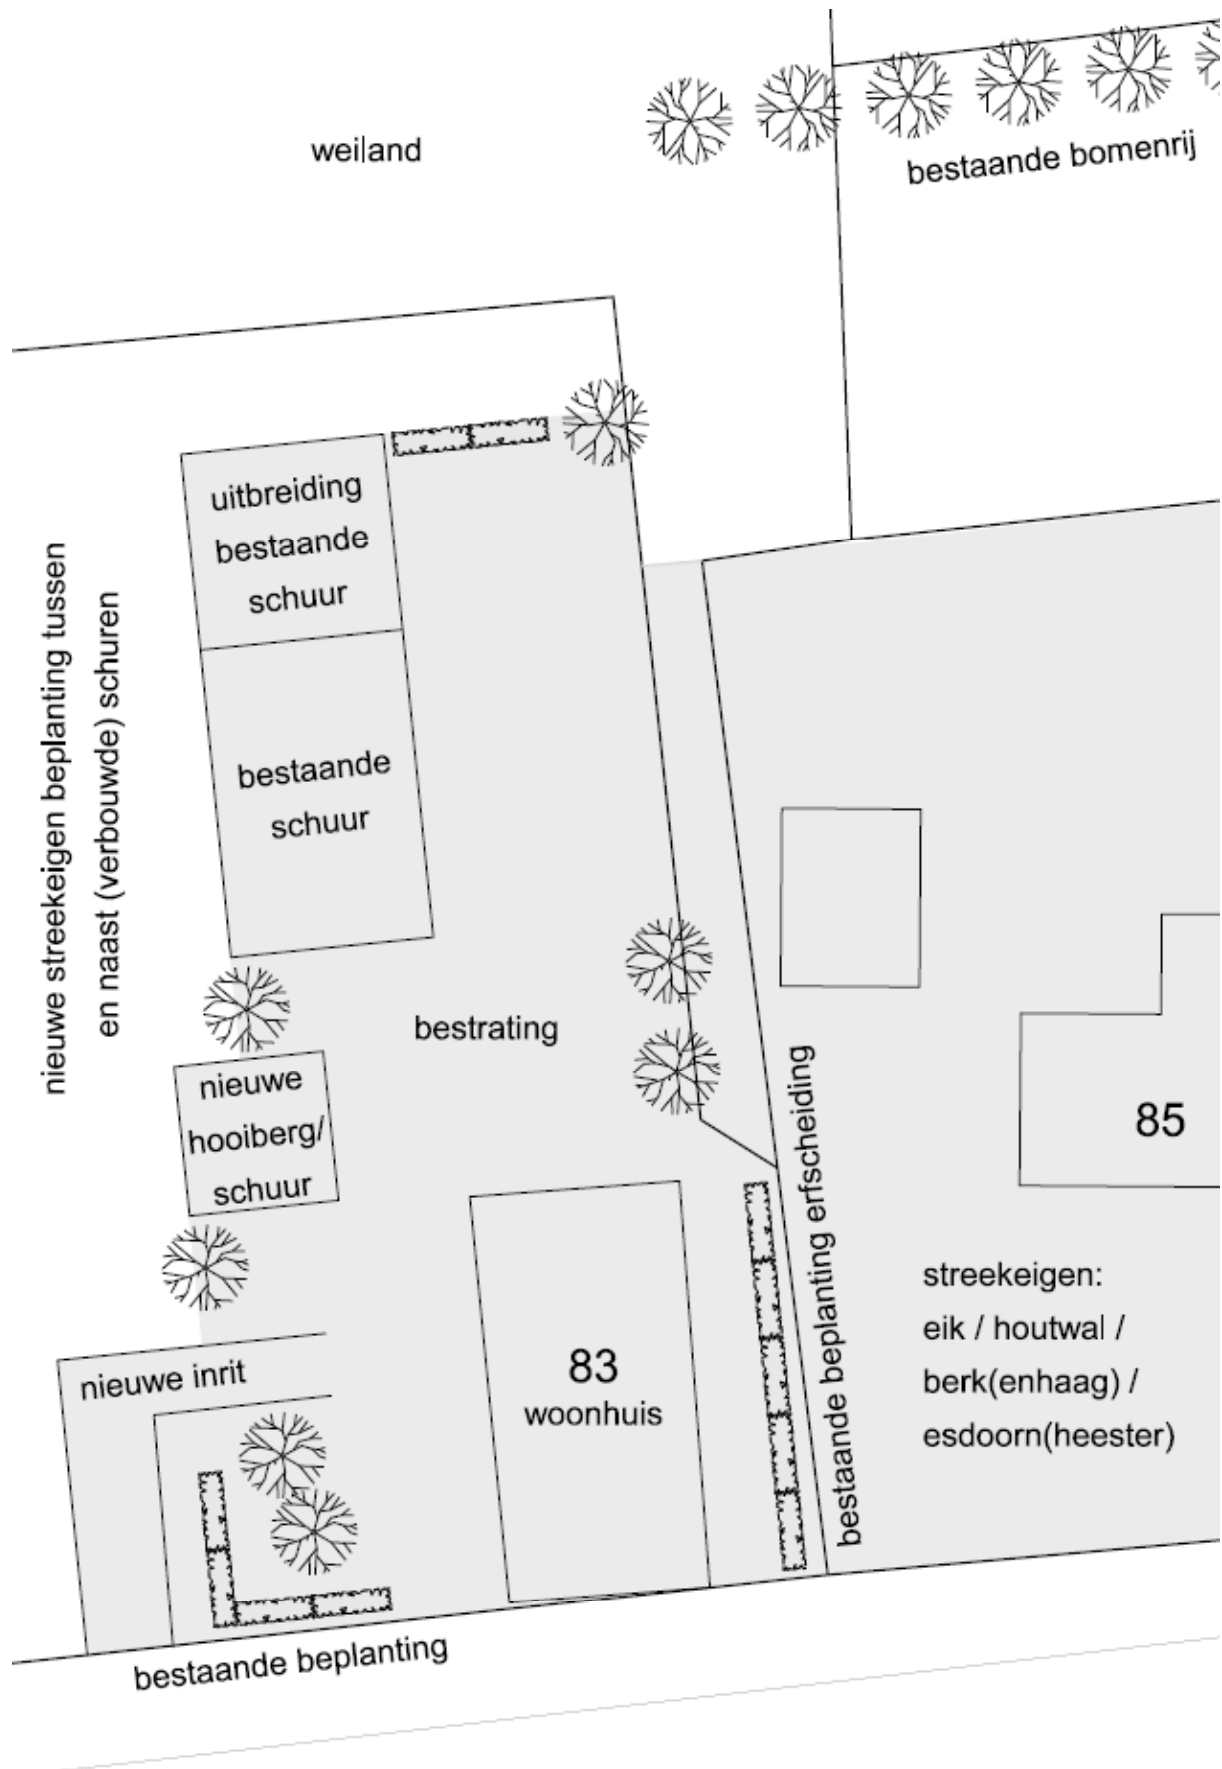 weiland
bestaande bomenrij
uitbreiding
bestaande
schuur
nieuwe streekeigen beplanting tussen
en naast (verbouwde) schuren
bestaande
schuur
bestrating
nieuwe
hooiberg/
schuur
85
bestaande beplanting erfscheiding
streekeigen:
eik / houtwal /
berk(enhaag) /
esdoorn(heester)
83
woonhuis
nieuwe inrit
bestaande beplanting